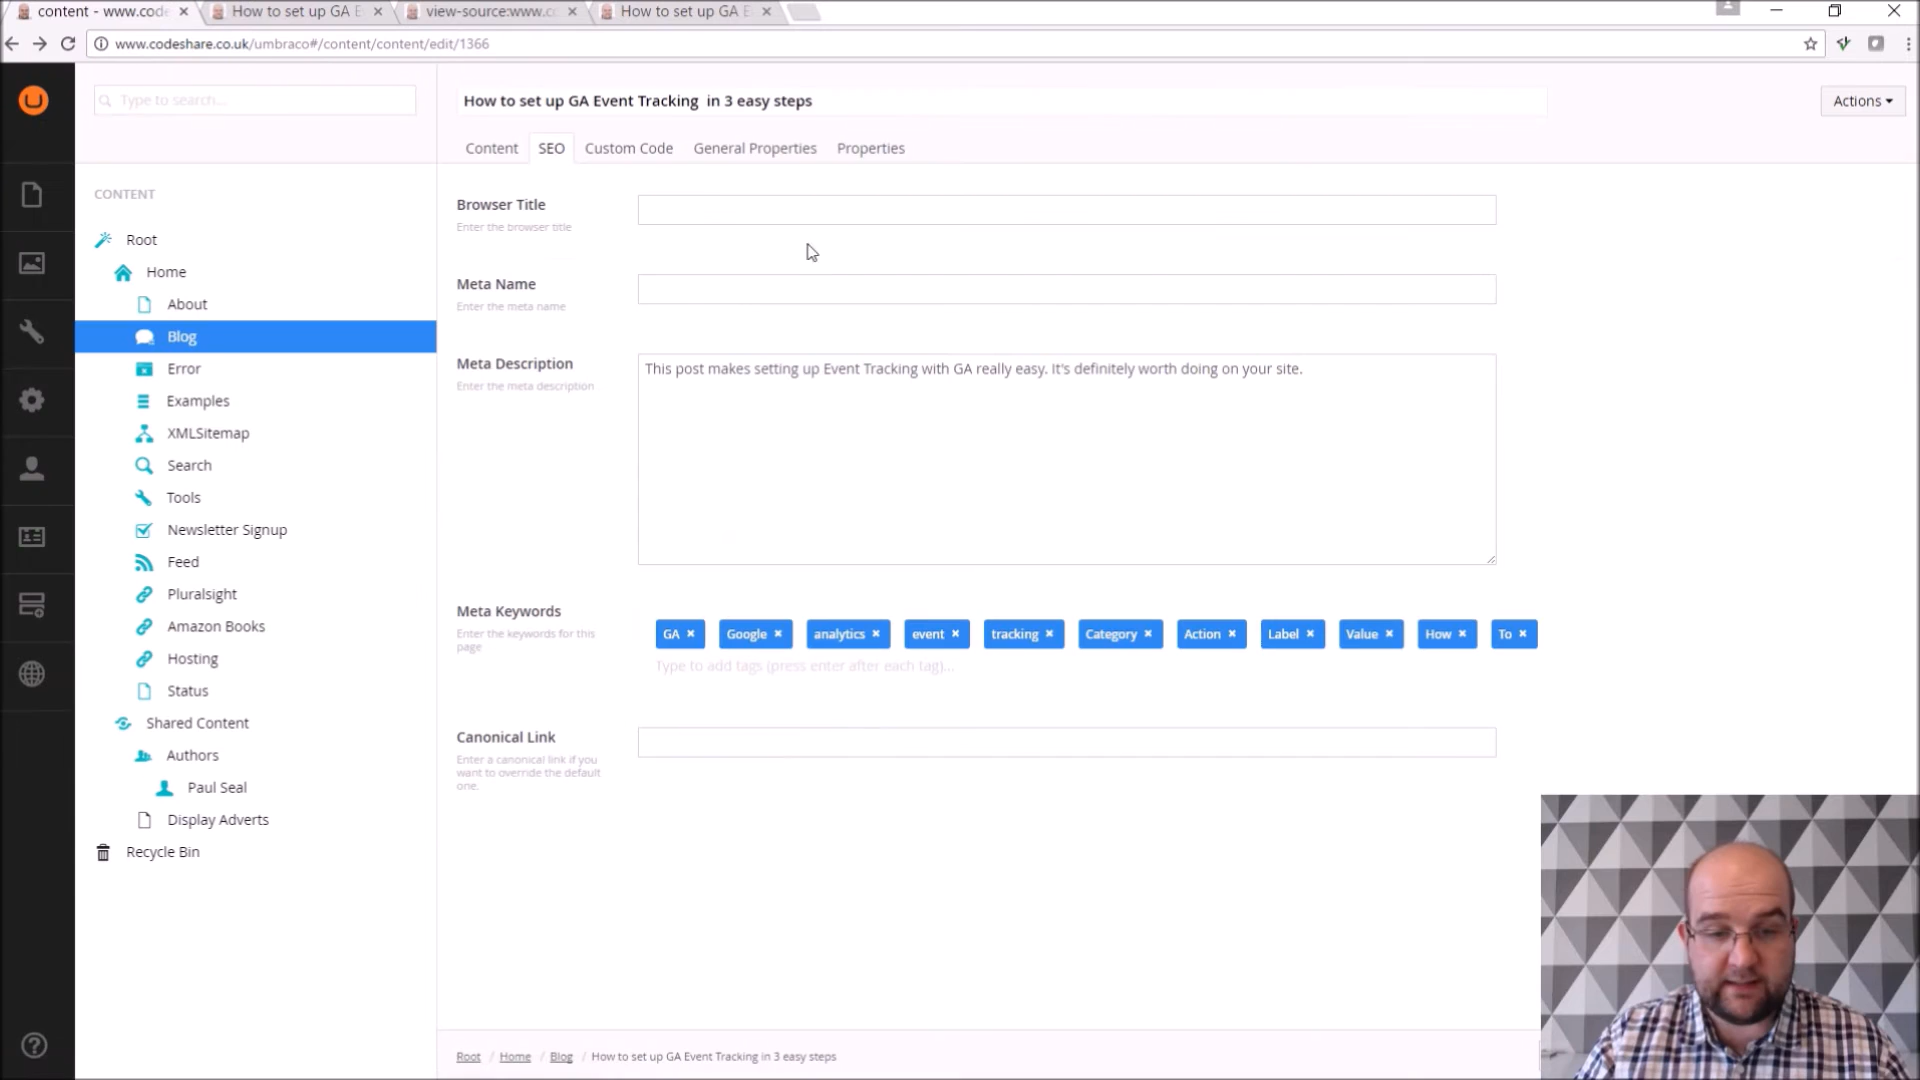 content - www.cod
How to set up GA E
view-source:www.c
How to set up GA E
www.codeshare.co.uk/umbraco#/content/content/edit/1366
Type to search...
How to set up GA Event Tracking in 3 easy steps
Actions
Content
SEO
Custom Code
General Properties
Properties
CONTENT
Root
Home
About
Blog
Error
Examples
XMLSitemap
Search
Tools
Newsletter Signup
Feed
Pluralsight
Amazon Books
Hosting
Status
Shared Content
Authors
Paul Seal
Display Adverts
Recycle Bin
Browser Title
Enter the browser title
Meta Name
Enter the meta name
Meta Description
Enter the meta description
This post makes setting up Event Tracking with GA really easy. It's definitely worth doing on your site.
Meta Keywords
Enter the keywords for this
page
GA
Google
analytics
event
tracking
Category
Action
Label
Value
How
To
Type to add tags (press enter after each tag)...
Canonical Link
Enter a canonical link if you
want to override the default
one.
Root / Home / Blog / How to set up GA Event Tracking in 3 easy steps